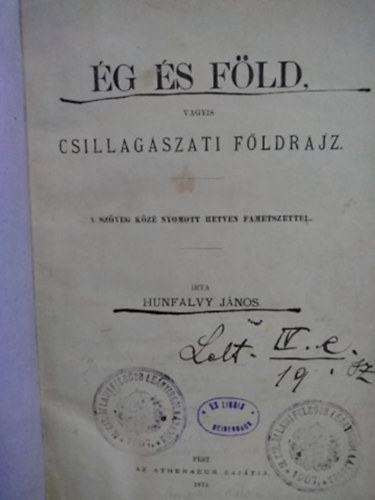 ÉG ÉS FÖLD,
VAGYIS
CSILLAGASZATI FÖLDRAJZ.
A SZÖVEG KÖZÉ NYOMOTT HETVEN FAMETSZETTEL.
IRTA
HUNFALVY JÁNOS.
Lelt. IV. e. sz
19
EX LIBRIS
PEST
AZ ATHENAEUM SAJÁTJA.